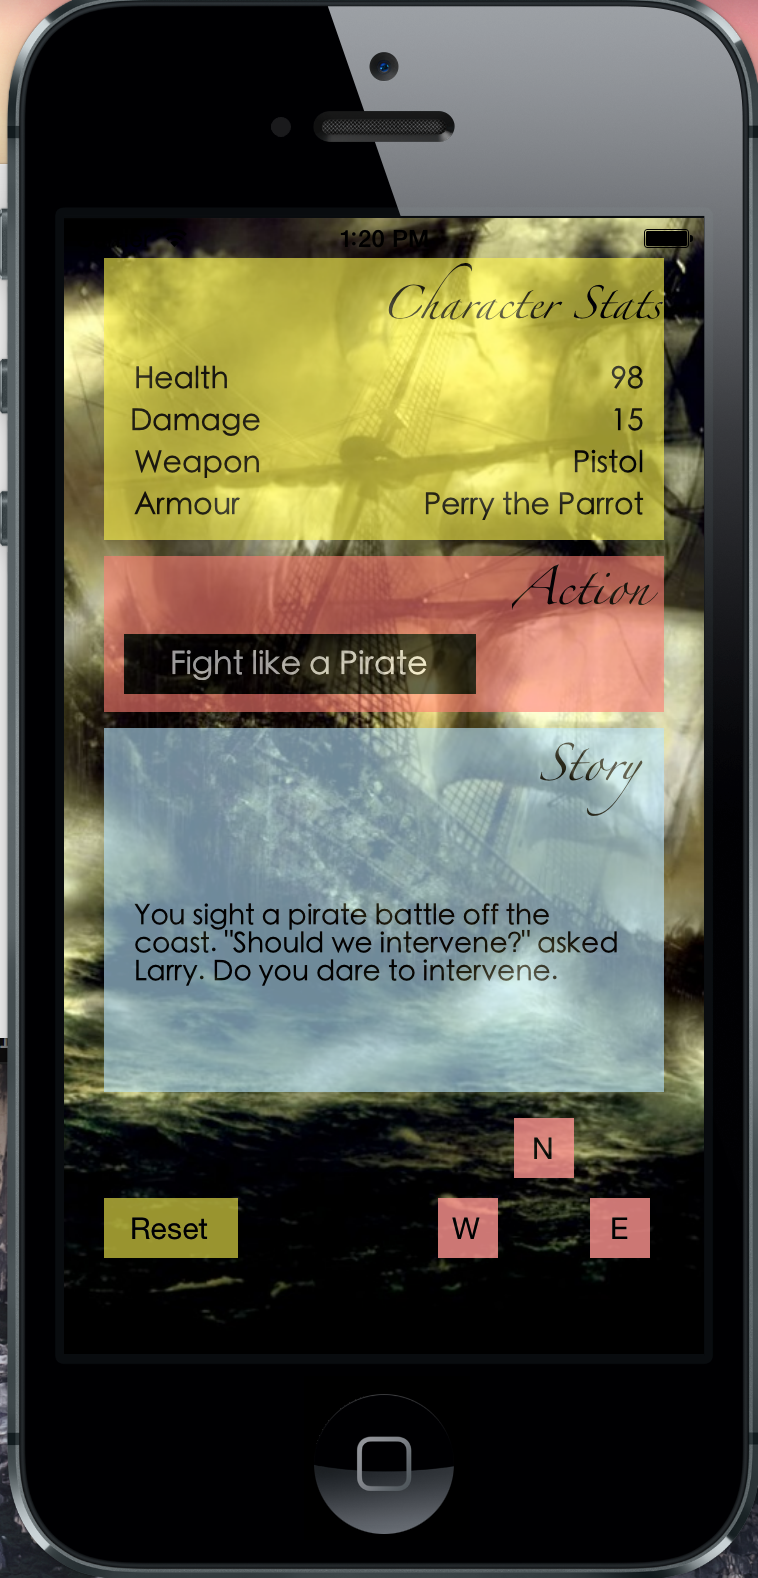 1:20 PM
Character Stats
Health 98
Damage 15
Weapon Pistol
Armour Perry the Parrot
Action
Fight like a Pirate
Story
You sight a pirate battle off the
coast. "Should we intervene?" asked
Larry. Do you dare to intervene.
N
Reset W E